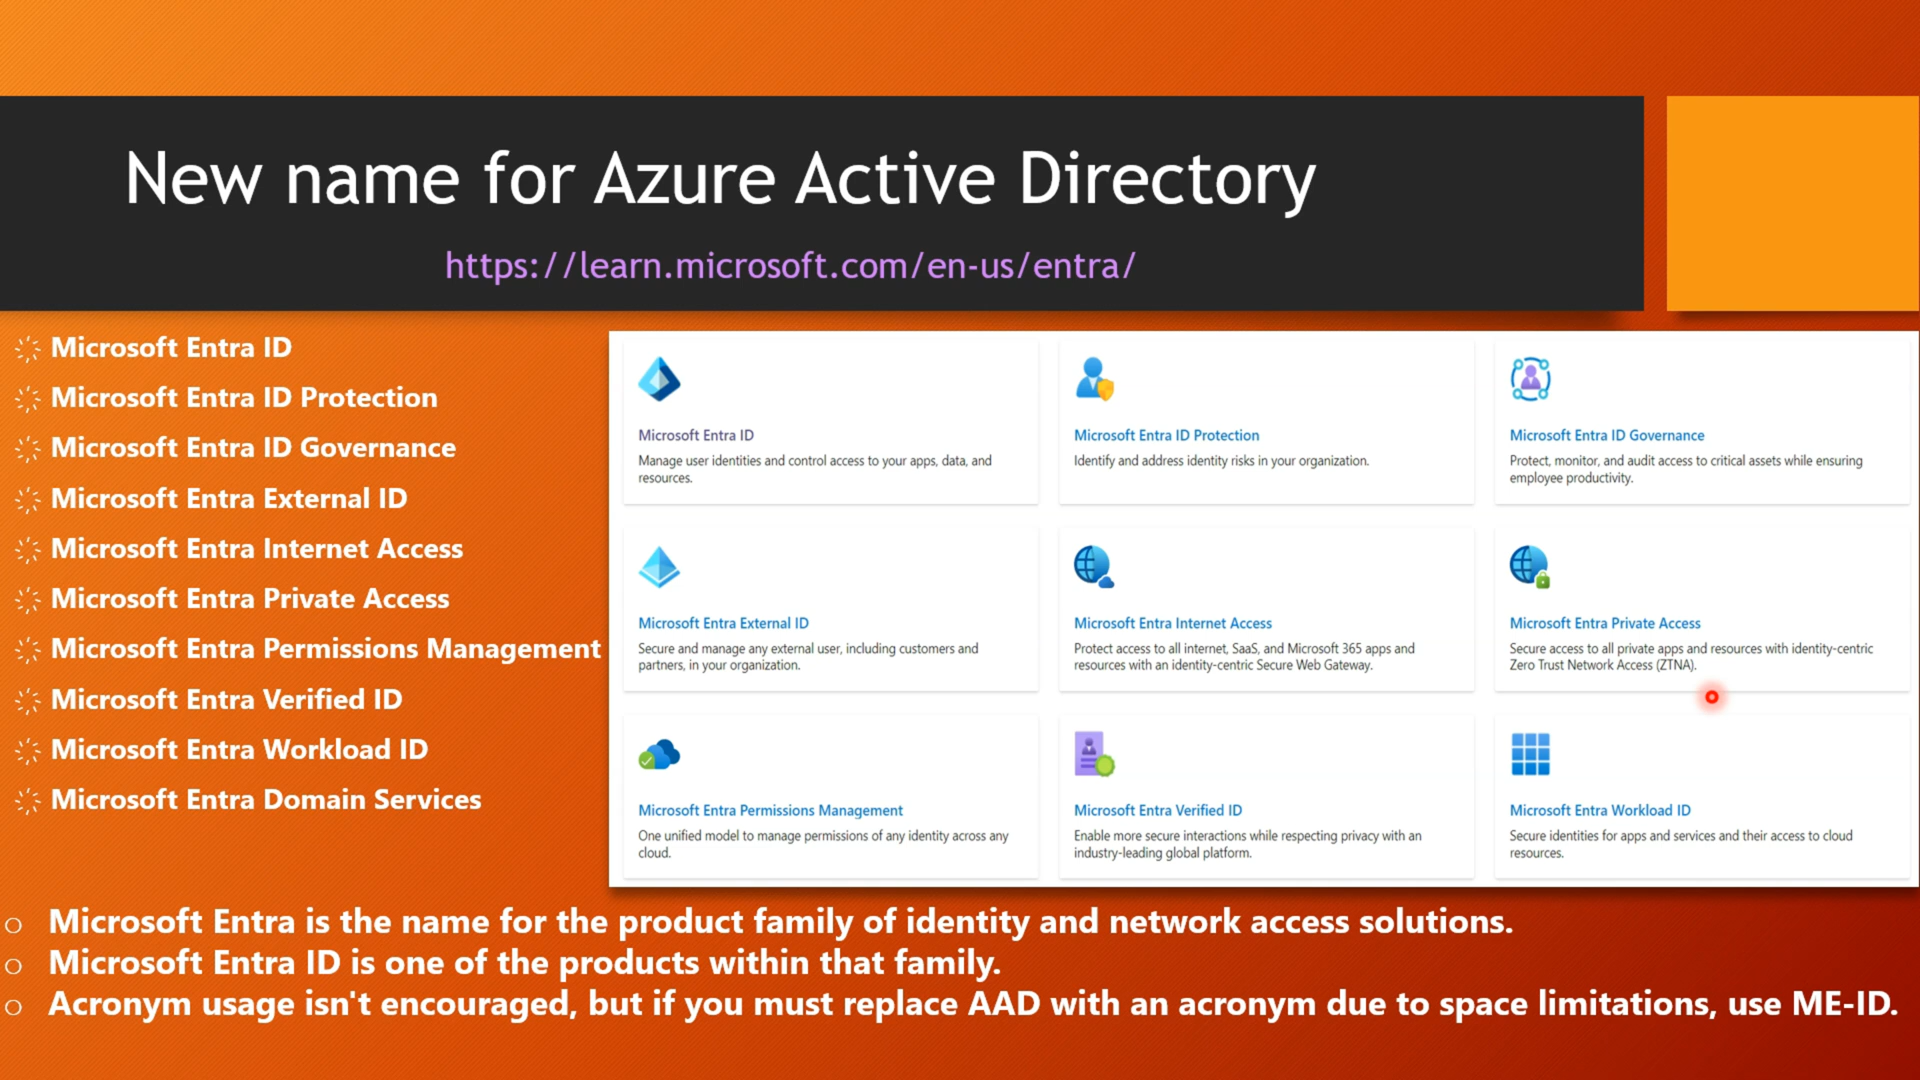 New name for Azure Active Directory
https://learn.microsoft.com/en-us/entra/
Microsoft Entra ID
Microsoft Entra ID Protection
Microsoft Entra ID Governance
Microsoft Entra External ID
Microsoft Entra Internet Access
Microsoft Entra Private Access
Microsoft Entra Permissions Management
Microsoft Entra Verified ID
Microsoft Entra Workload ID
Microsoft Entra Domain Services
Microsoft Entra ID
Manage user identities and control access to your apps, data, and
resources.
Microsoft Entra ID Protection
Identify and address identity risks in your organization.
Microsoft Entra ID Governance
Protect, monitor, and audit access to critical assets while ensuring
employee productivity.
Microsoft Entra External ID
Secure and manage any external user, including customers and
partners, in your organization.
Microsoft Entra Internet Access
Protect access to all internet, SaaS, and Microsoft 365 apps and
resources with an identity-centric Secure Web Gateway.
Microsoft Entra Private Access
Secure access to all private apps and resources with identity-centric
Zero Trust Network Access (ZTNA).
Microsoft Entra Permissions Management
One unified model to manage permissions of any identity across any
cloud.
Microsoft Entra Verified ID
Enable more secure interactions while respecting privacy with an
industry-leading global platform.
Microsoft Entra Workload ID
Secure identities for apps and services and their access to cloud
resources.
Microsoft Entra is the name for the product family of identity and network access solutions.
Microsoft Entra ID is one of the products within that family.
Acronym usage isn't encouraged, but if you must replace AAD with an acronym due to space limitations, use ME-ID.